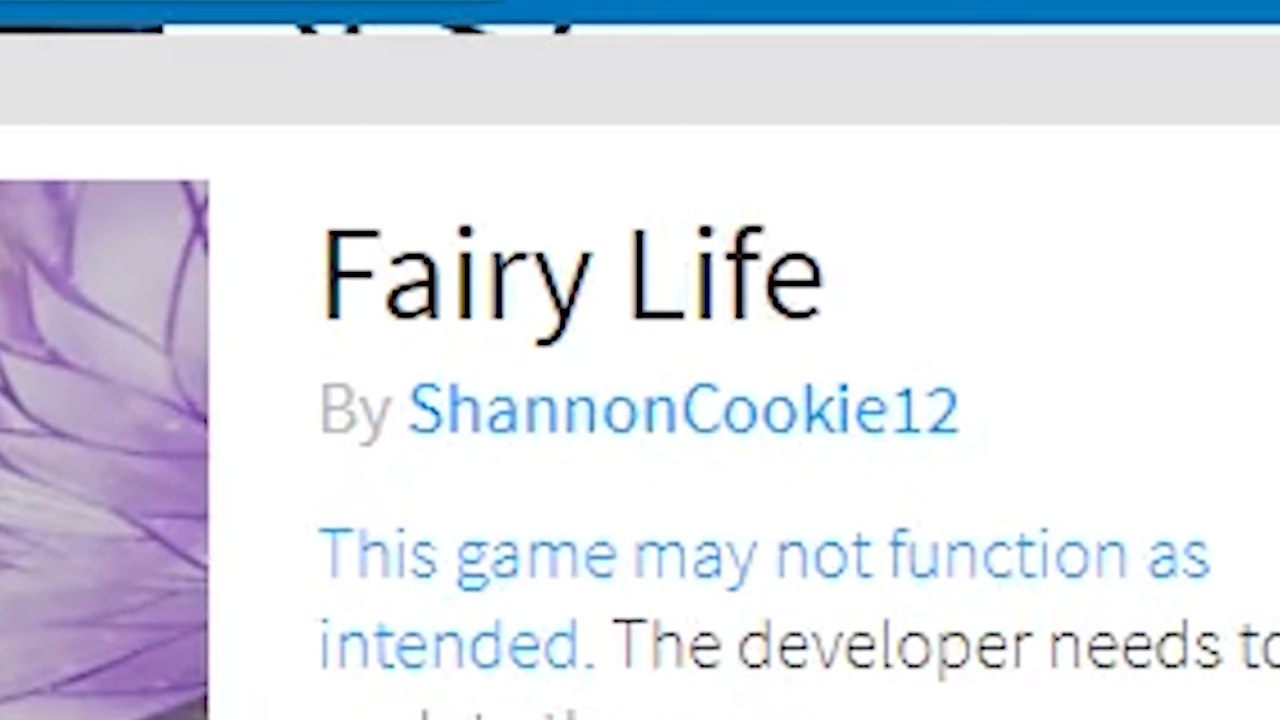 Fairy Life
By ShannonCookie12
This game may not function as
intended. The developer needs to